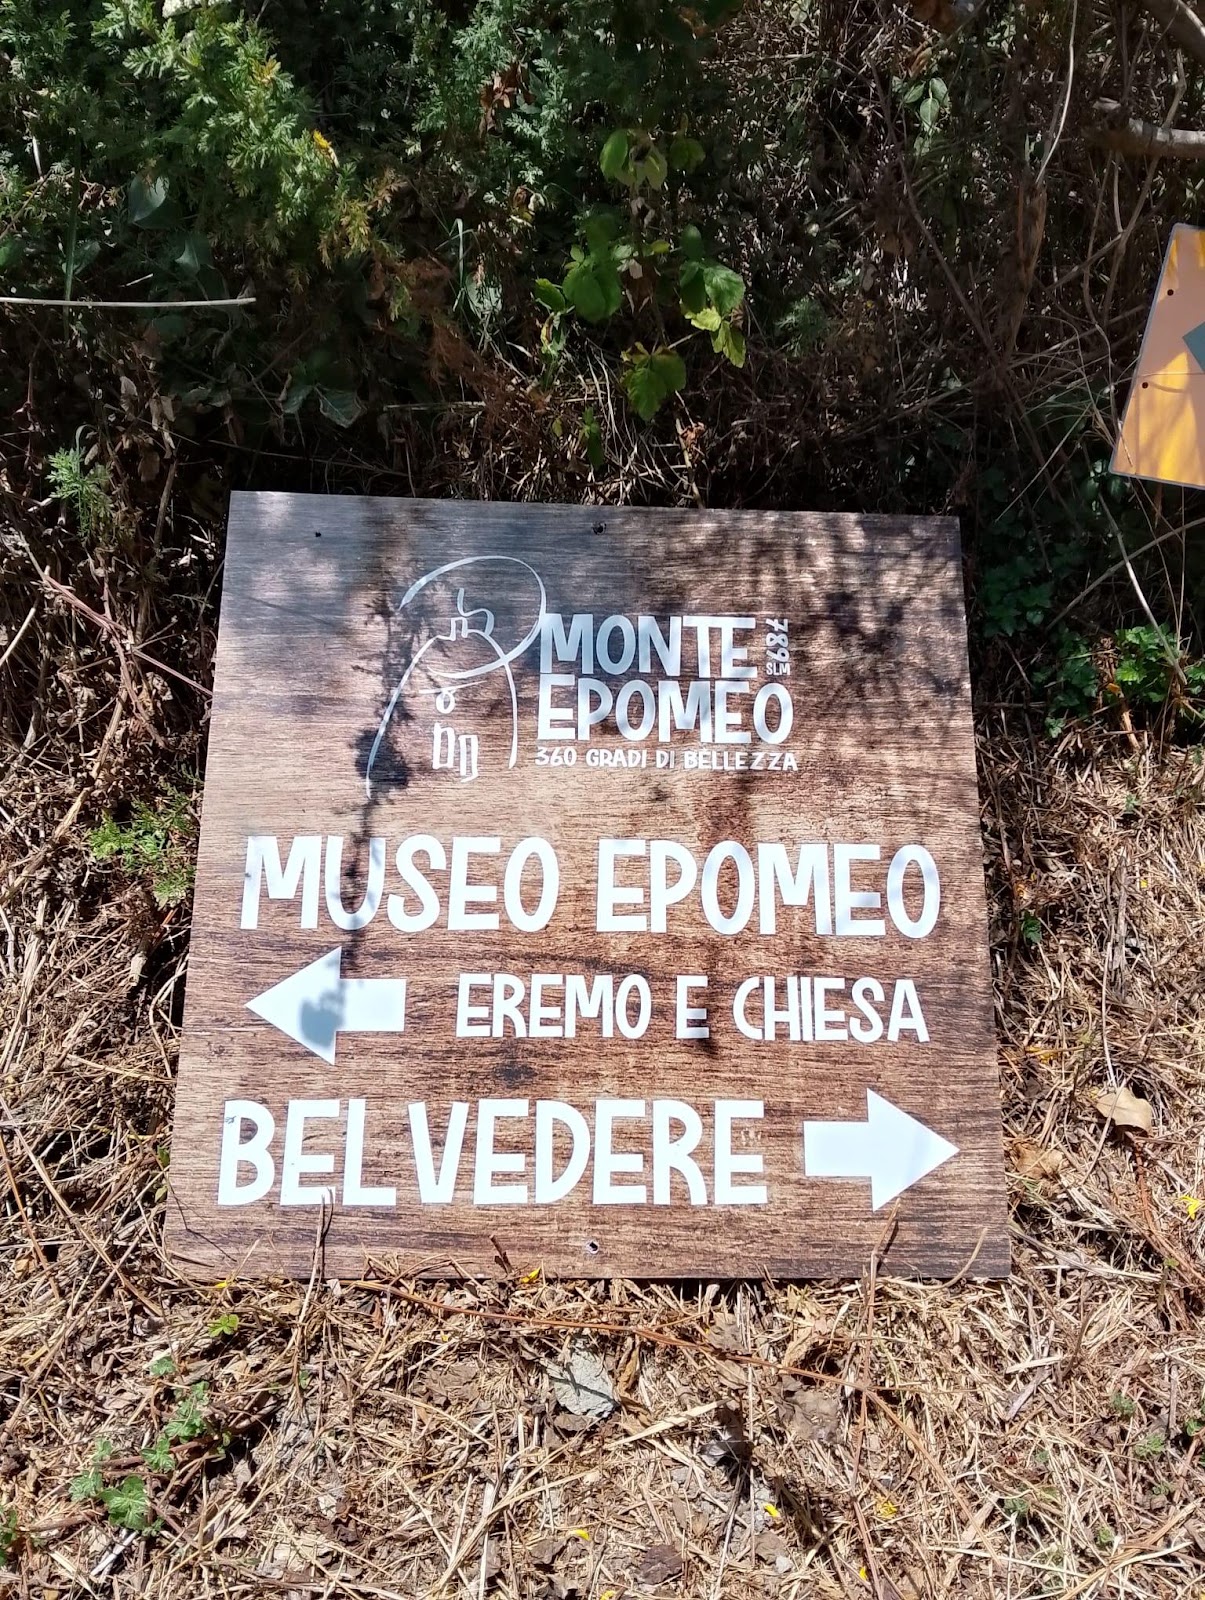 MONTE 789 SLM
EPOMEO
360 GRADI DI BELLEZZA
MUSEO EPOMEO
EREMO E CHIESA
BELVEDERE